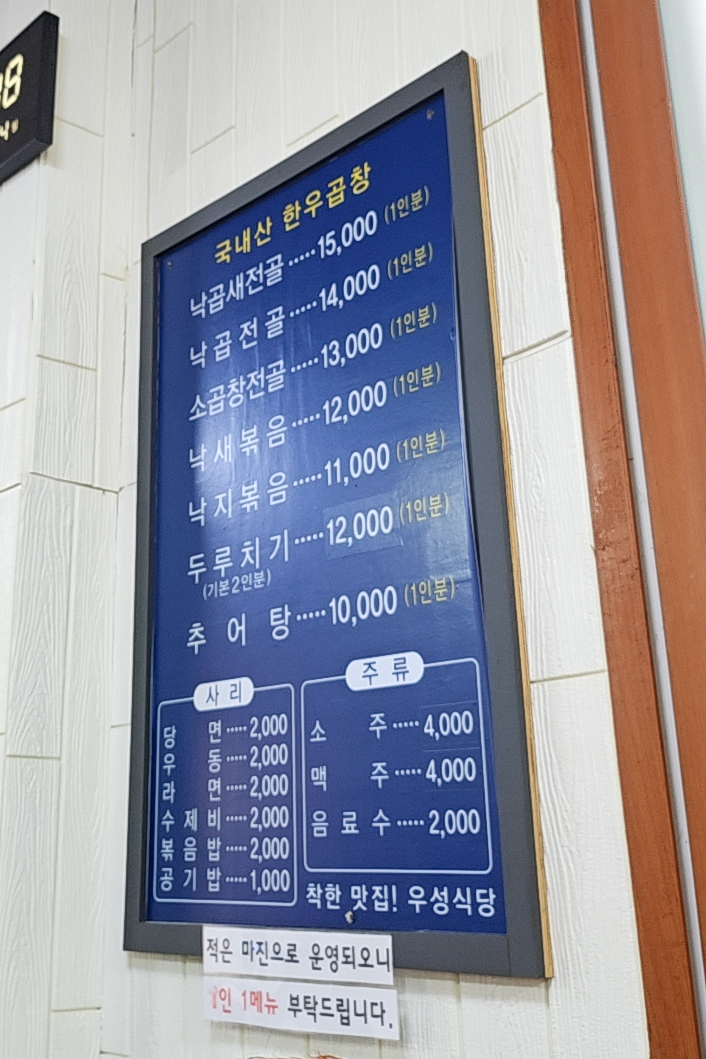 8
국내산 한우곱창
낙곱새전골·····15,000 (1인분)
낙곱전골·····14,000 (1인분)
소곱창전골·····13,000 (1인분)
낙새볶음·····12,000 (1인분)
낙지볶음·····11,000 (1인분)
두루치기·····12,000 (1인분)
(기본2인분)
추어탕·····10,000 (1인분)
사리
당면·····2,000
우동·····2,000
라면·····2,000
수제비·····2,000
볶음밥·····2,000
공기밥·····1,000
주류
소주·····4,000
맥주·····4,000
음료수·····2,000
착한 맛집! 우성식당
적은 마진으로 운영되오니
1인 1메뉴 부탁드립니다.